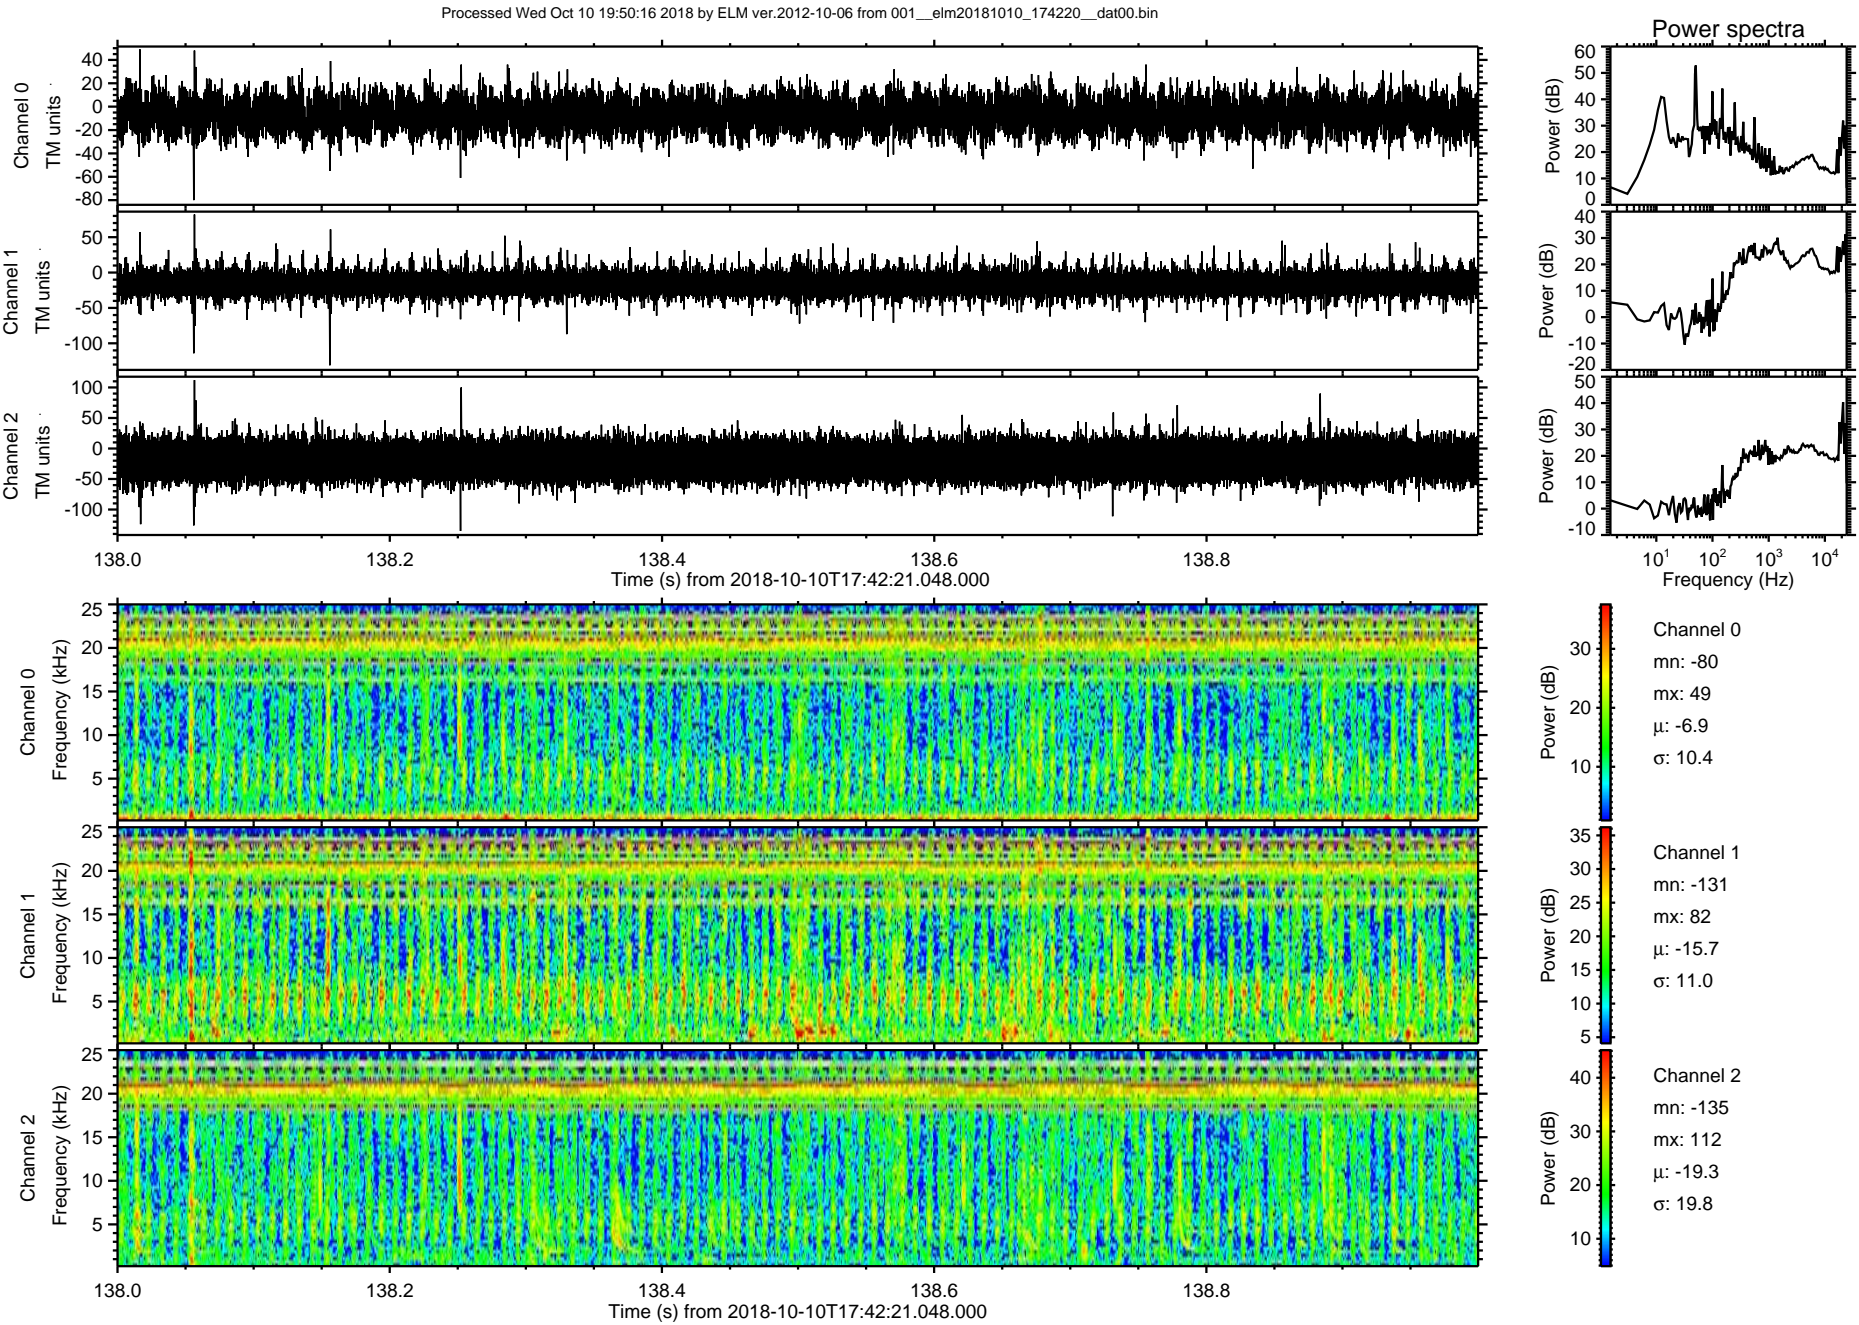 Processed Wed Oct 10 19:50:16 2018 by ELM ver.2012-10-06 from 001__elm20181010_174220__dat00.bin
Power spectra
Channel 0
TM units
40
20
0
-20
-40
-60
-80
Power (dB)
60
50
40
30
20
10
0
Channel 1
TM units
50
0
-50
-100
Power (dB)
40
30
20
10
0
-10
-20
Channel 2
TM units
100
50
0
-50
-100
Power (dB)
50
40
30
20
10
0
-10
138.0 138.2 138.4 138.6 138.8
Time (s) from 2018-10-10T17:42:21.048.000
10^1 10^2 10^3 10^4
Frequency (Hz)
Channel 0
Frequency (kHz)
25
20
15
10
5
Power (dB)
30
20
10
Channel 0
mn: -80
mx: 49
μ: -6.9
σ: 10.4
Channel 1
Frequency (kHz)
25
20
15
10
5
Power (dB)
35
30
25
20
15
10
5
Channel 1
mn: -131
mx: 82
μ: -15.7
σ: 11.0
Channel 2
Frequency (kHz)
25
20
15
10
5
Power (dB)
40
30
20
10
Channel 2
mn: -135
mx: 112
μ: -19.3
σ: 19.8
138.0 138.2 138.4 138.6 138.8
Time (s) from 2018-10-10T17:42:21.048.000